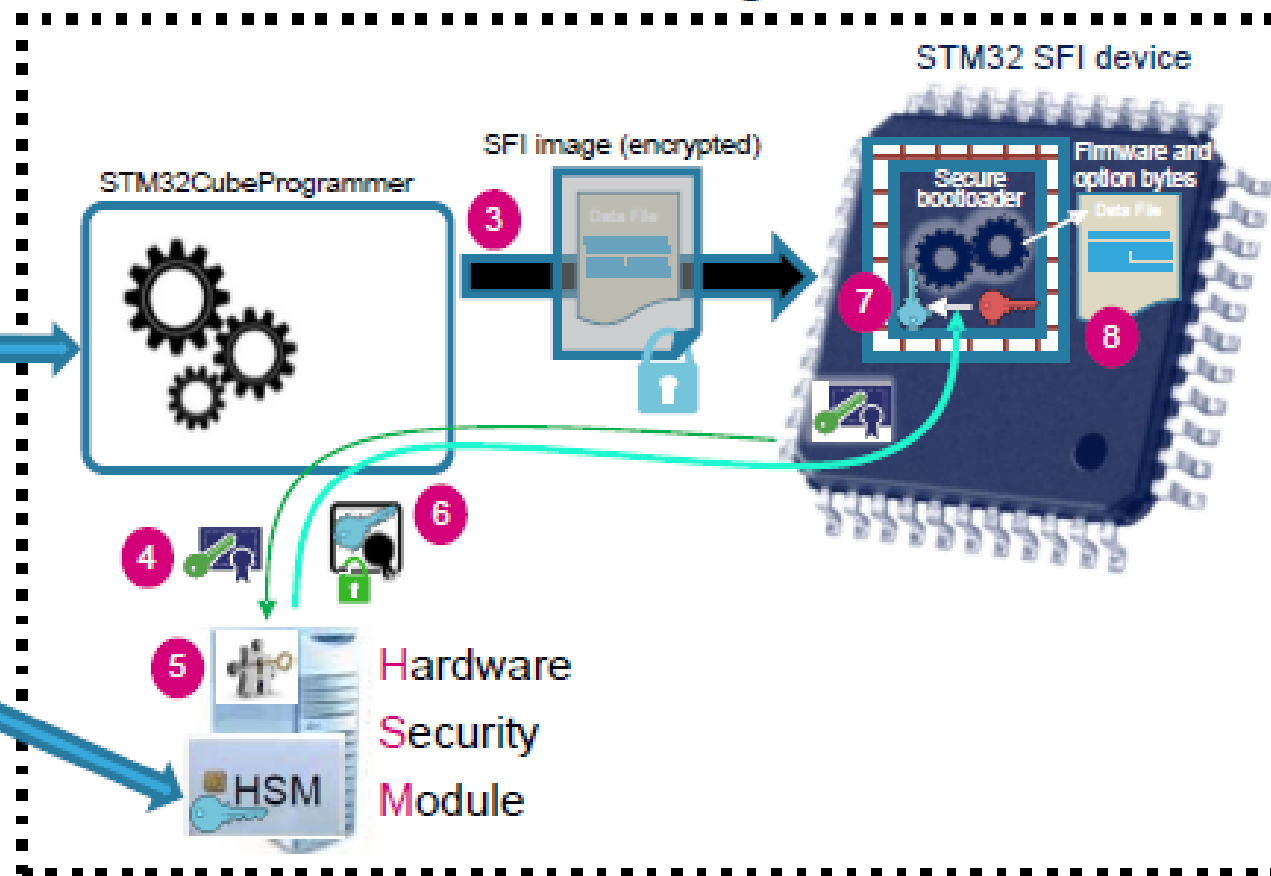 STM32 SFI device
SFI image (encrypted)
STM32CubeProgrammer
3
Data File
Secure
bootloader
Firmware and
option bytes
Data File
7
8
6
4
5
Hardware
Security
Module
HSM